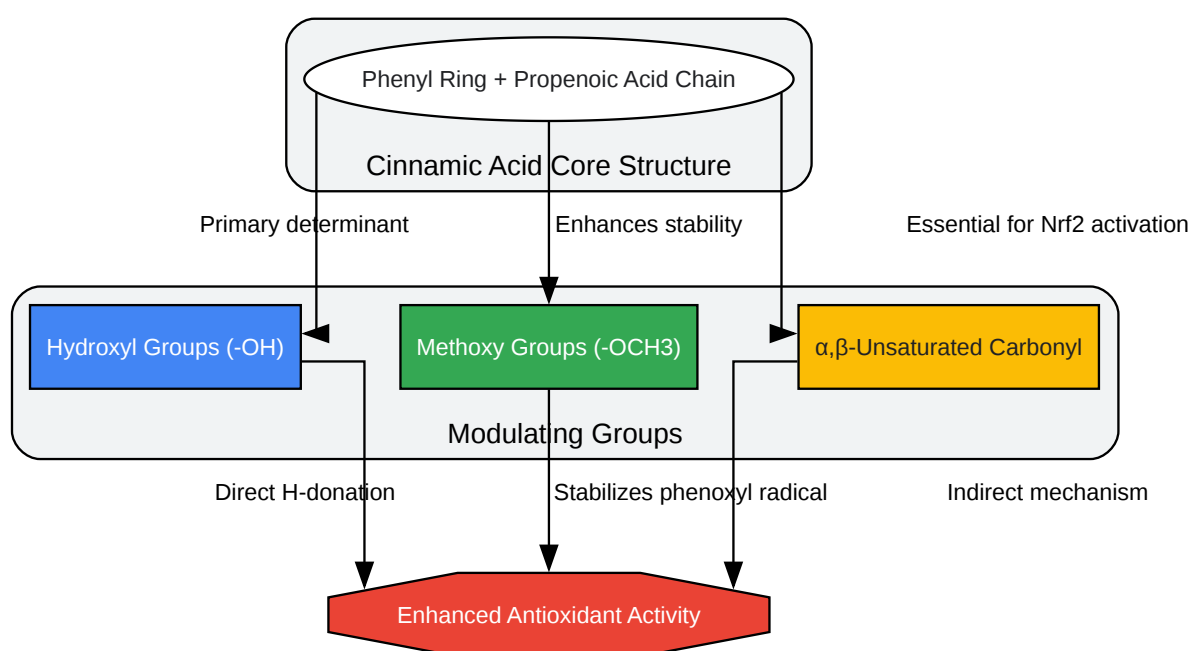 Phenyl Ring + Propenoic Acid Chain
Cinnamic Acid Core Structure
Primary determinant
Enhances stability
Essential for Nrf2 activation
Hydroxyl Groups (-OH)
Methoxy Groups (-OCH3)
α,β-Unsaturated Carbonyl
Modulating Groups
Direct H-donation
Stabilizes phenoxyl radical
Indirect mechanism
Enhanced Antioxidant Activity